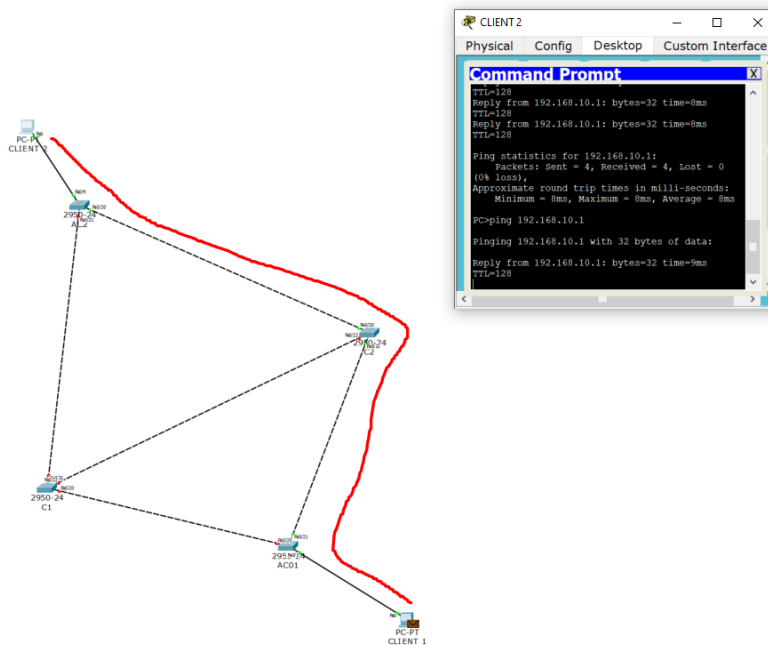 CLIENT 2
Physical Config Desktop Custom Interface
Command Prompt
X
TTL=128
Reply from 192.168.10.1: bytes=32 time=8ms
TTL=128
Reply from 192.168.10.1: bytes=32 time=8ms
TTL=128
Ping statistics for 192.168.10.1:
Packets: Sent = 4, Received = 4, Lost = 0
(0% loss),
Approximate round trip times in milli-seconds:
Minimum = 8ms, Maximum = 8ms, Average = 8ms
PC>ping 192.168.10.1
Pinging 192.168.10.1 with 32 bytes of data:
Reply from 192.168.10.1: bytes=32 time=9ms
TTL=128
PC-PT
CLIENT 2
2950-24
C2
2950-24
C1
AC01
PC-PT
CLIENT 1